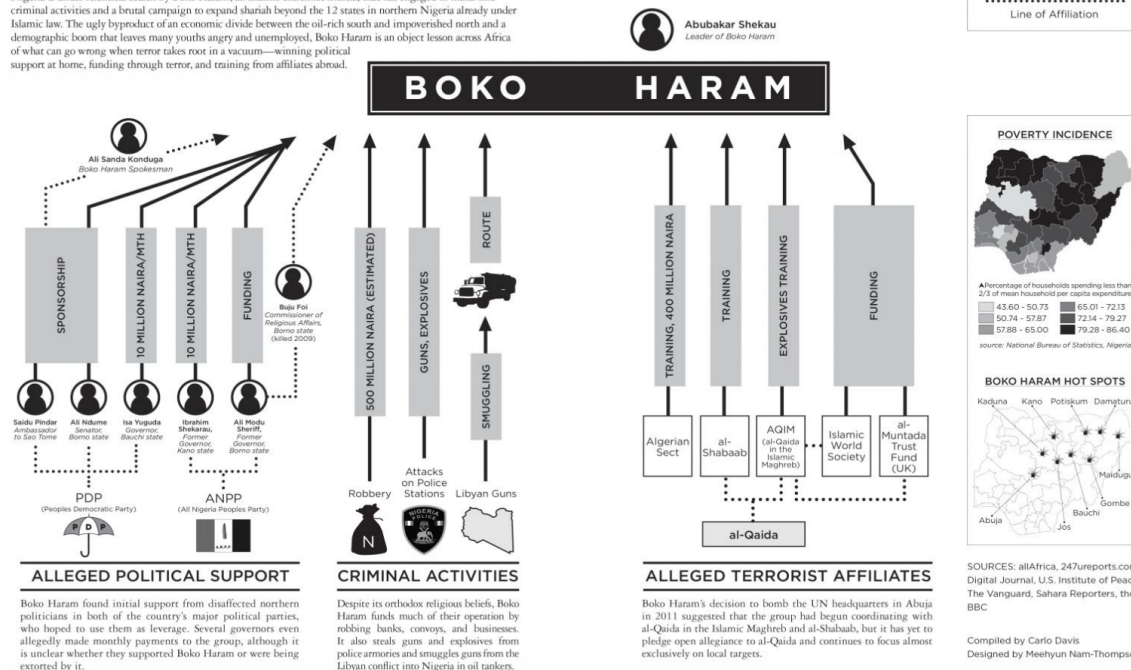 criminal activities and a brutal campaign to expand shariah beyond the 12 states in northern Nigeria already under
Islamic law. The ugly byproduct of an economic divide between the oil-rich south and impoverished north and a
demographic boom that leaves many youths angry and unemployed, Boko Haram is an object lesson across Africa
of what can go wrong when terror takes root in a vacuum—winning political
support at home, funding through terror, and training from affiliates abroad.
Abubakar Shekau
Leader of Boko Haram
Line of Affiliation
BOKO HARAM
Ali Sanda Konduga
Boko Haram Spokesman
SPONSORSHIP
10 MILLION NAIRA/MTH
10 MILLION NAIRA/MTH
FUNDING
Buju Foi
Commissioner of
Religious Affairs,
Borno state
(killed 2009)
Saidu Pindar
Ambassador
to Sao Tome
Ali Ndume
Senator,
Borno state
Isa Yuguda
Governor,
Bauchi state
Ibrahim
Shekarau,
Former
Governor,
Kano state
Ali Modu
Sheriff,
Former
Governor,
Borno state
PDP
(Peoples Democratic Party)
P D P
ANPP
(All Nigeria Peoples Party)
A.N.P.P
ALLEGED POLITICAL SUPPORT
Boko Haram found initial support from disaffected northern
politicians in both of the country's major political parties,
who hoped to use them as leverage. Several governors even
allegedly made monthly payments to the group, although it
is unclear whether they supported Boko Haram or were being
extorted by it.
500 MILLION NAIRA (ESTIMATED)
GUNS, EXPLOSIVES
ROUTE
SMUGGLING
Robbery
N
Attacks
on Police
Stations
NIGERIA
POLICE
Libyan Guns
CRIMINAL ACTIVITIES
Despite its orthodox religious beliefs, Boko
Haram funds much of their operation by
robbing banks, convoys, and businesses.
It also steals guns and explosives from
police armories and smuggles guns from the
Libyan conflict into Nigeria in oil tankers.
TRAINING, 400 MILLION NAIRA
TRAINING
EXPLOSIVES TRAINING
FUNDING
Algerian
Sect
al-
Shabaab
AQIM
(al-Qaida
in the
Islamic
Maghreb)
Islamic
World
Society
al-
Muntada
Trust
Fund
(UK)
al-Qaida
ALLEGED TERRORIST AFFILIATES
Boko Haram's decision to bomb the UN headquarters in Abuja
in 2011 suggested that the group had begun coordinating with
al-Qaida in the Islamic Maghreb and al-Shabaab, but it has yet to
pledge open allegiance to al-Qaida and continues to focus almost
exclusively on local targets.
POVERTY INCIDENCE
Percentage of households spending less than
2/3 of mean household per capita expenditure
43.60 - 50.73
50.74 - 57.87
57.88 - 65.00
65.01 - 72.13
72.14 - 79.27
79.28 - 86.40
source: National Bureau of Statistics, Nigeria
BOKO HARAM HOT SPOTS
Kaduna Kano Potiskum Damaturu
Maidugu
Gombe
Bauchi
Jos
Abuja
SOURCES: allAfrica, 247ureports.com
Digital Journal, U.S. Institute of Peac
The Vanguard, Sahara Reporters, the
BBC
Compiled by Carlo Davis
Designed by Meehyun Nam-Thompso